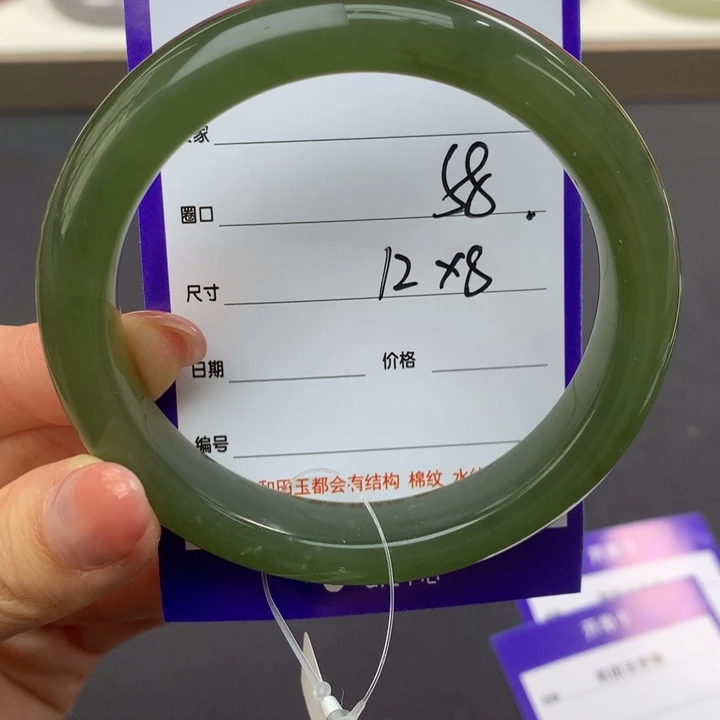 家
圈口 58.
尺寸 12×8
日期 价格
编号
和田玉都会有结构 棉纹